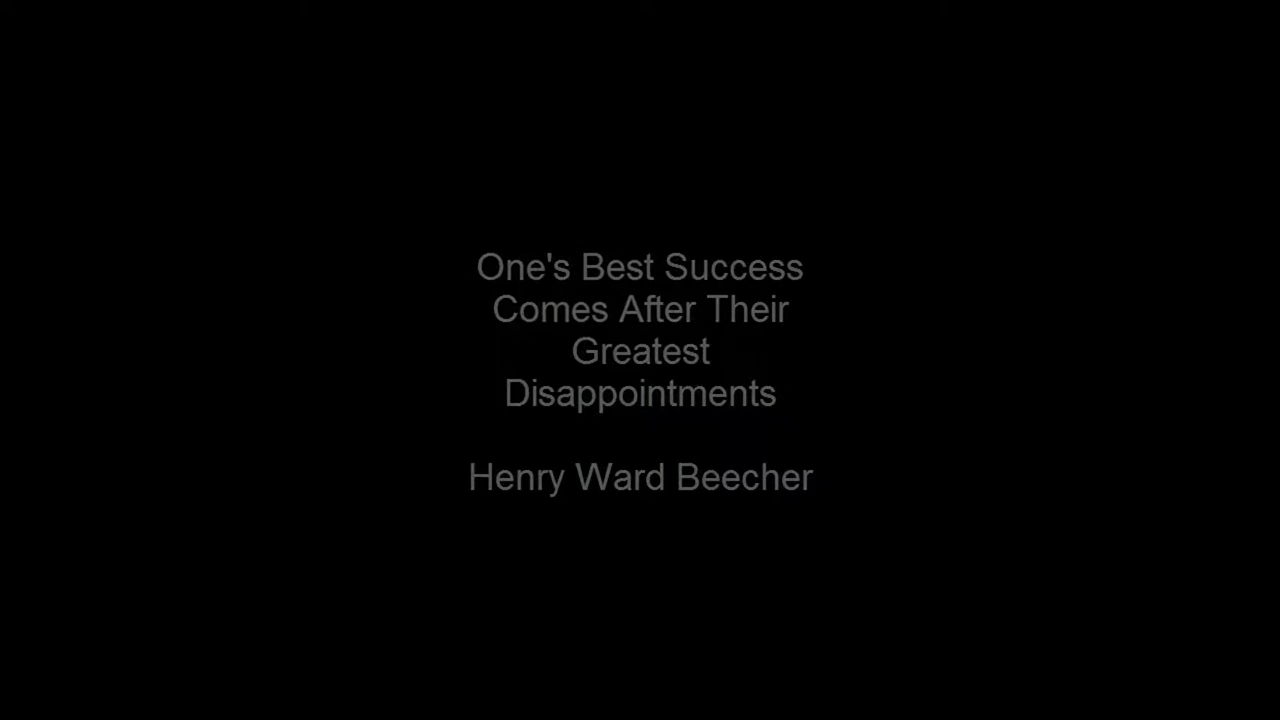 One's Best Success
Comes After Their
Greatest
Disappointments
Henry Ward Beecher